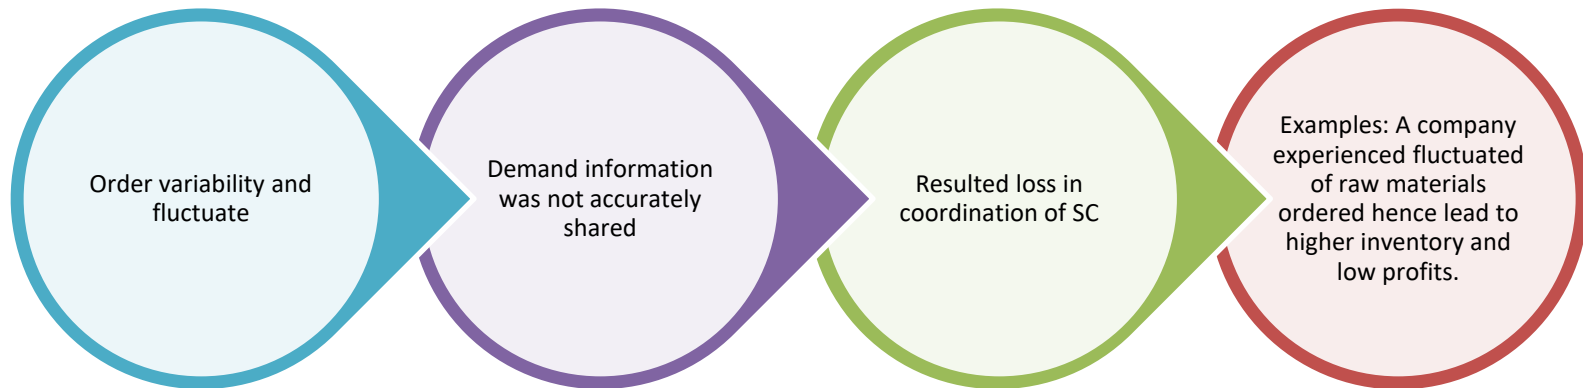 Order variability and
fluctuate
Demand information
was not accurately
shared
Resulted loss in
coordination of SC
Examples: A company
experienced fluctuated
of raw materials
ordered hence lead to
higher inventory and
low profits.